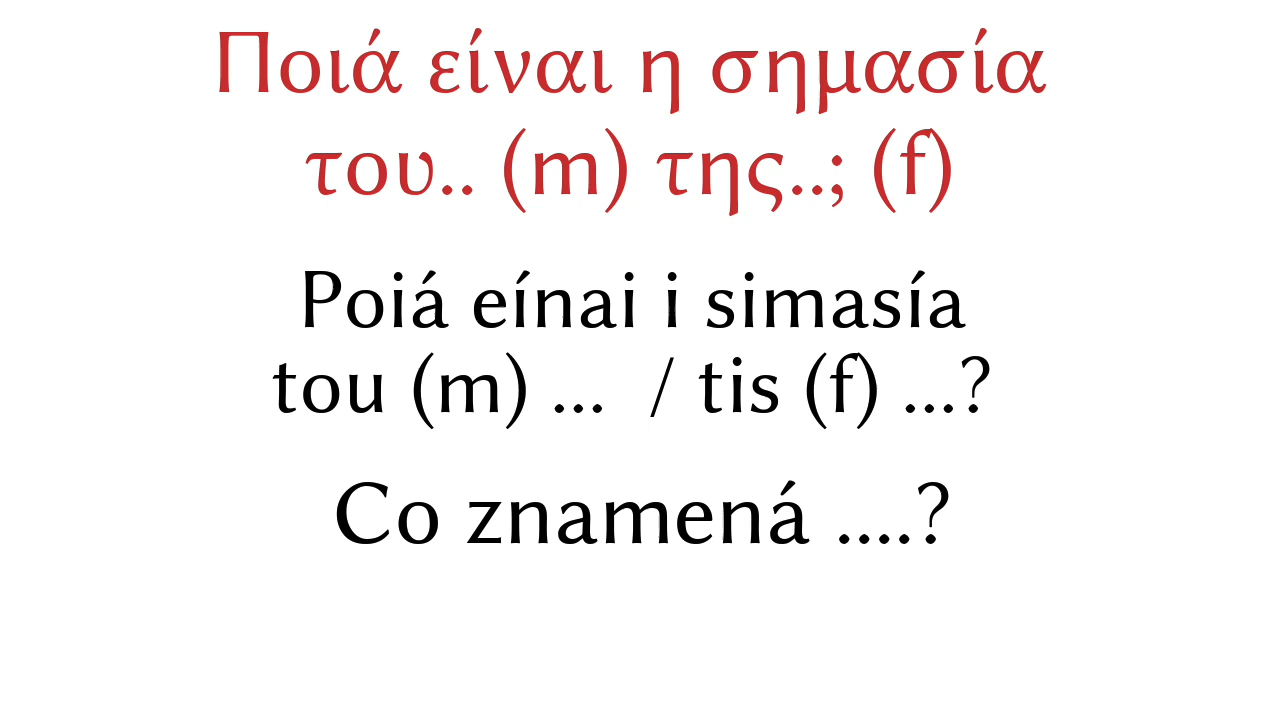 Ποιά είναι η σημασία
του.. (m) της..; (f)
Poiá eínai i simasía
tou (m) ... / tis (f) ...?
Co znamená ....?